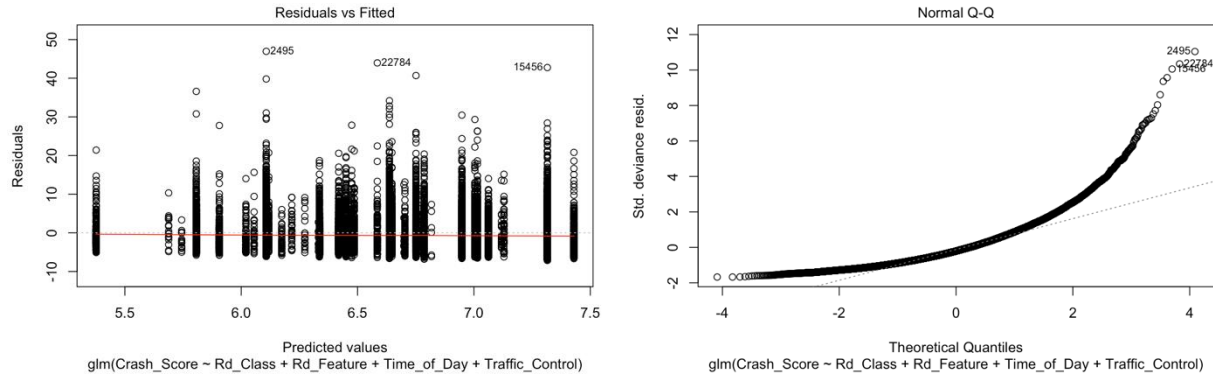 Residuals vs Fitted
50
40
30
20
10
0
-10
Residuals
2495
22784
15456
5.5 6.0 6.5 7.0 7.5
Predicted values
glm(Crash_Score ~ Rd_Class + Rd_Feature + Time_of_Day + Traffic_Control)
Normal Q-Q
12
10
8
6
4
2
0
-2
Std. deviance resid.
2495
22784
15456
-4 -2 0 2 4
Theoretical Quantiles
glm(Crash_Score ~ Rd_Class + Rd_Feature + Time_of_Day + Traffic_Control)